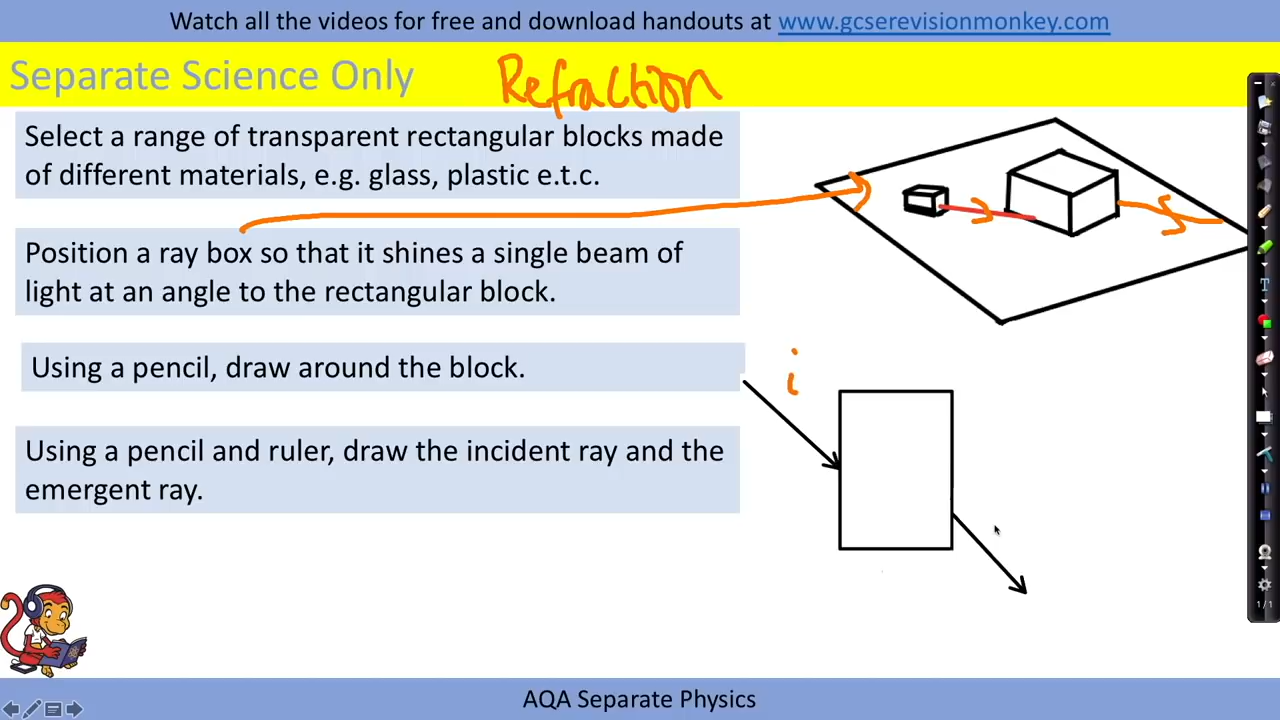 Watch all the videos for free and download handouts at www.gcserevisionmonkey.com
Separate Science Only
Refraction
Select a range of transparent rectangular blocks made
of different materials, e.g. glass, plastic e.t.c.
Position a ray box so that it shines a single beam of
light at an angle to the rectangular block.
Using a pencil, draw around the block.
i
Using a pencil and ruler, draw the incident ray and the
emergent ray.
1/1
AQA Separate Physics